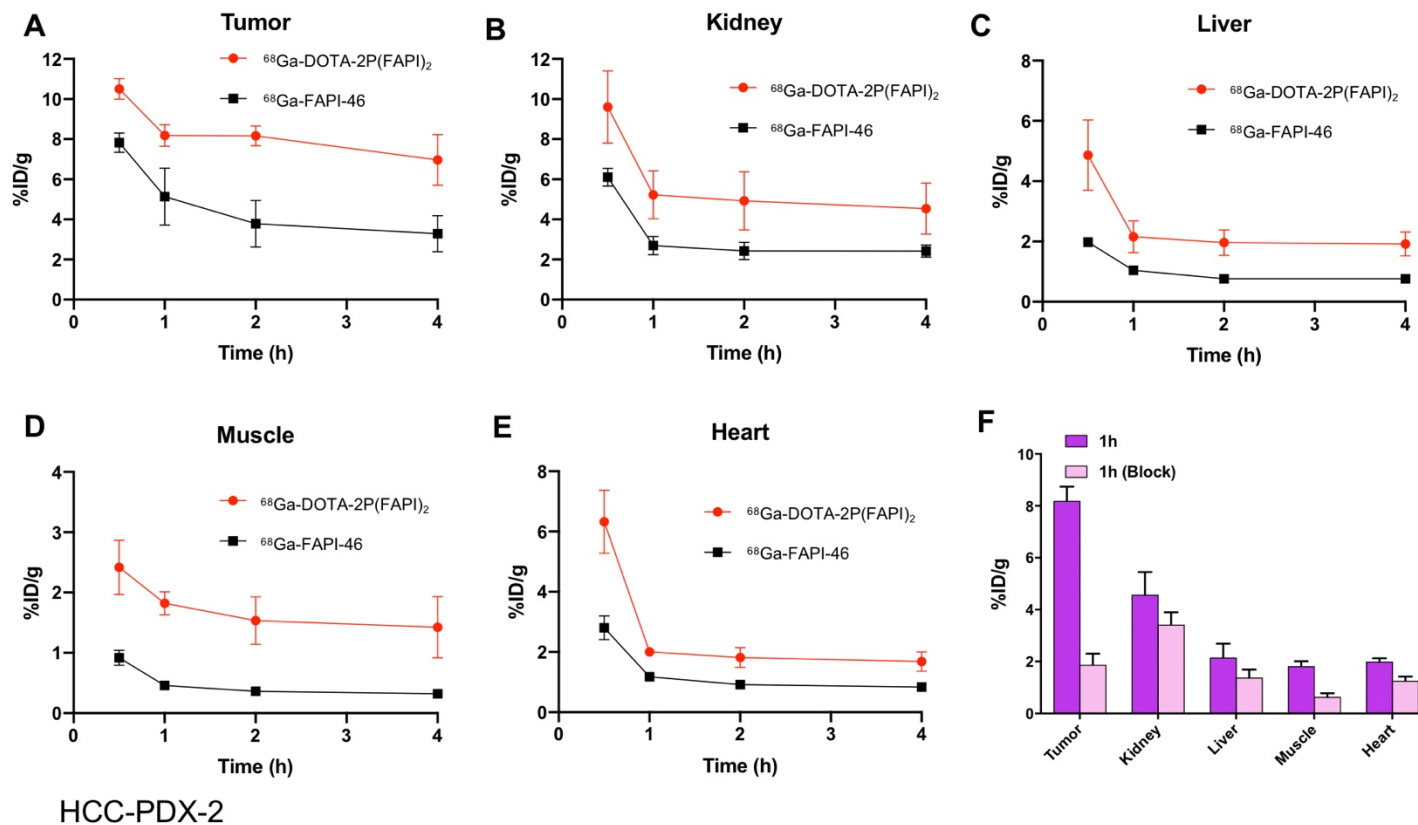 A
Tumor
⁶⁸Ga-DOTA-2P(FAPI)₂
⁶⁸Ga-FAPI-46
%ID/g
12
10
8
6
4
2
0
0 1 2 3 4
Time (h)
B
Kidney
⁶⁸Ga-DOTA-2P(FAPI)₂
⁶⁸Ga-FAPI-46
%ID/g
12
10
8
6
4
2
0
0 1 2 3 4
Time (h)
C
Liver
⁶⁸Ga-DOTA-2P(FAPI)₂
⁶⁸Ga-FAPI-46
%ID/g
8
6
4
2
0
0 1 2 3 4
Time (h)
D
Muscle
⁶⁸Ga-DOTA-2P(FAPI)₂
⁶⁸Ga-FAPI-46
%ID/g
4
3
2
1
0
0 1 2 3 4
Time (h)
E
Heart
⁶⁸Ga-DOTA-2P(FAPI)₂
⁶⁸Ga-FAPI-46
%ID/g
8
6
4
2
0
0 1 2 3 4
Time (h)
F
1h
1h (Block)
%ID/g
10
8
6
4
2
0
Tumor Kidney Liver Muscle Heart
HCC-PDX-2